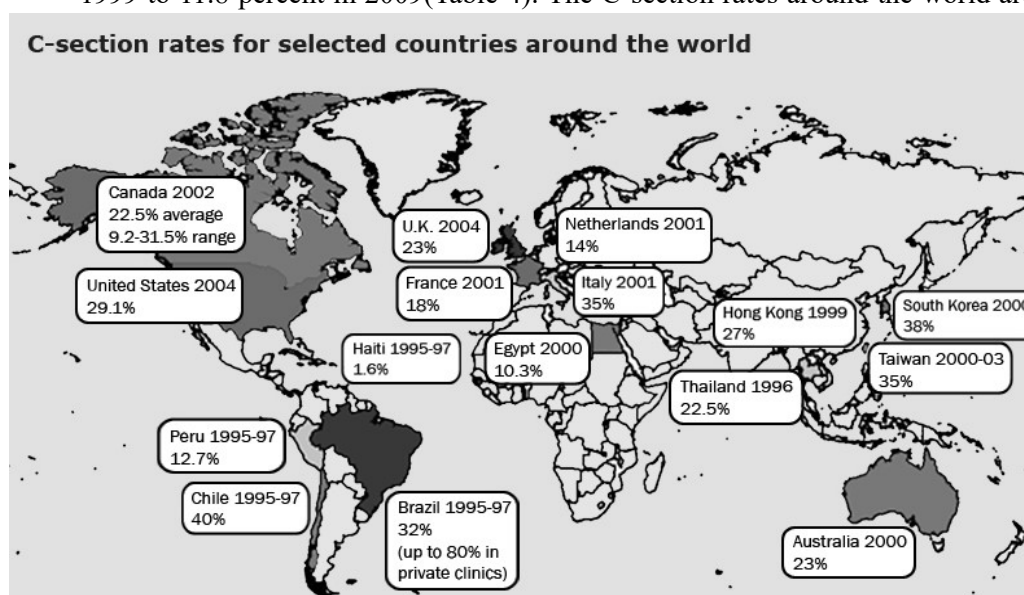 1999 to 11.8 percent in 2009(Table 4). The C-section rates around the world are
C-section rates for selected countries around the world
Canada 2002
22.5% average
9.2-31.5% range
United States 2004
29.1%
U.K. 2004
23%
Netherlands 2001
14%
France 2001
18%
Italy 2001
35%
Hong Kong 1999
27%
South Korea
38%
Haiti 1995-97
1.6%
Egypt 2000
10.3%
Taiwan 2000-03
35%
Thailand 1996
22.5%
Peru 1995-97
12.7%
Chile 1995-97
40%
Brazil 1995-97
32%
(up to 80% in
private clinics)
Australia 2000
23%